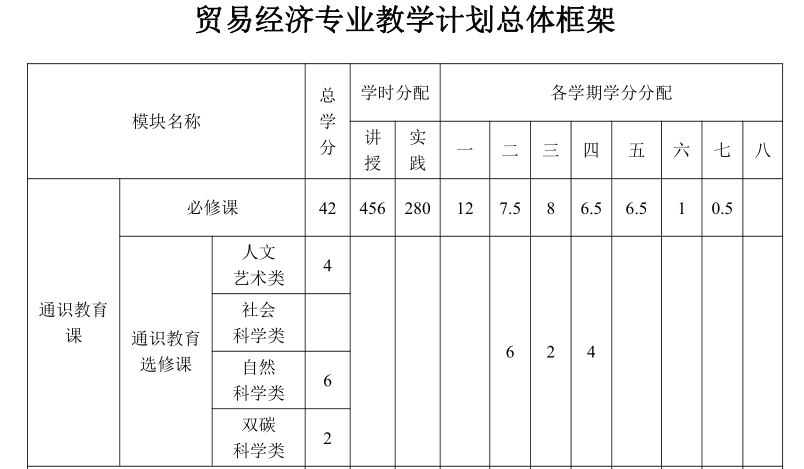 贸易经济专业教学计划总体框架
模块名称 总学分 学时分配 各学期学分分配
讲授 实践 一 二 三 四 五 六 七 八
通识教育课 必修课 42 456 280 12 7.5 8 6.5 6.5 1 0.5
通识教育选修课 人文艺术类 4 6 2 4
社会科学类
自然科学类 6
双碳科学类 2